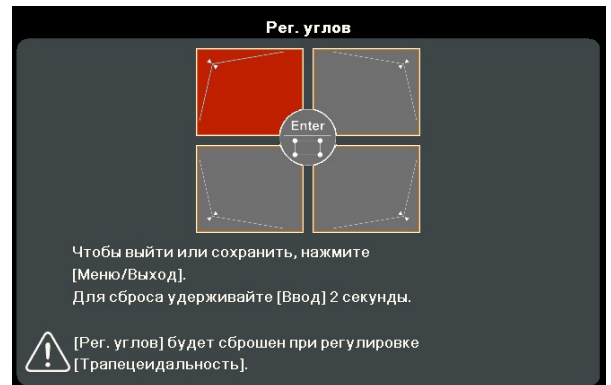 Рег. углов
Enter
Чтобы выйти или сохранить, нажмите
[Меню/Выход].
Для сброса удерживайте [Ввод] 2 секунды.
[Рег. углов] будет сброшен при регулировке
[Трапецеидальность].